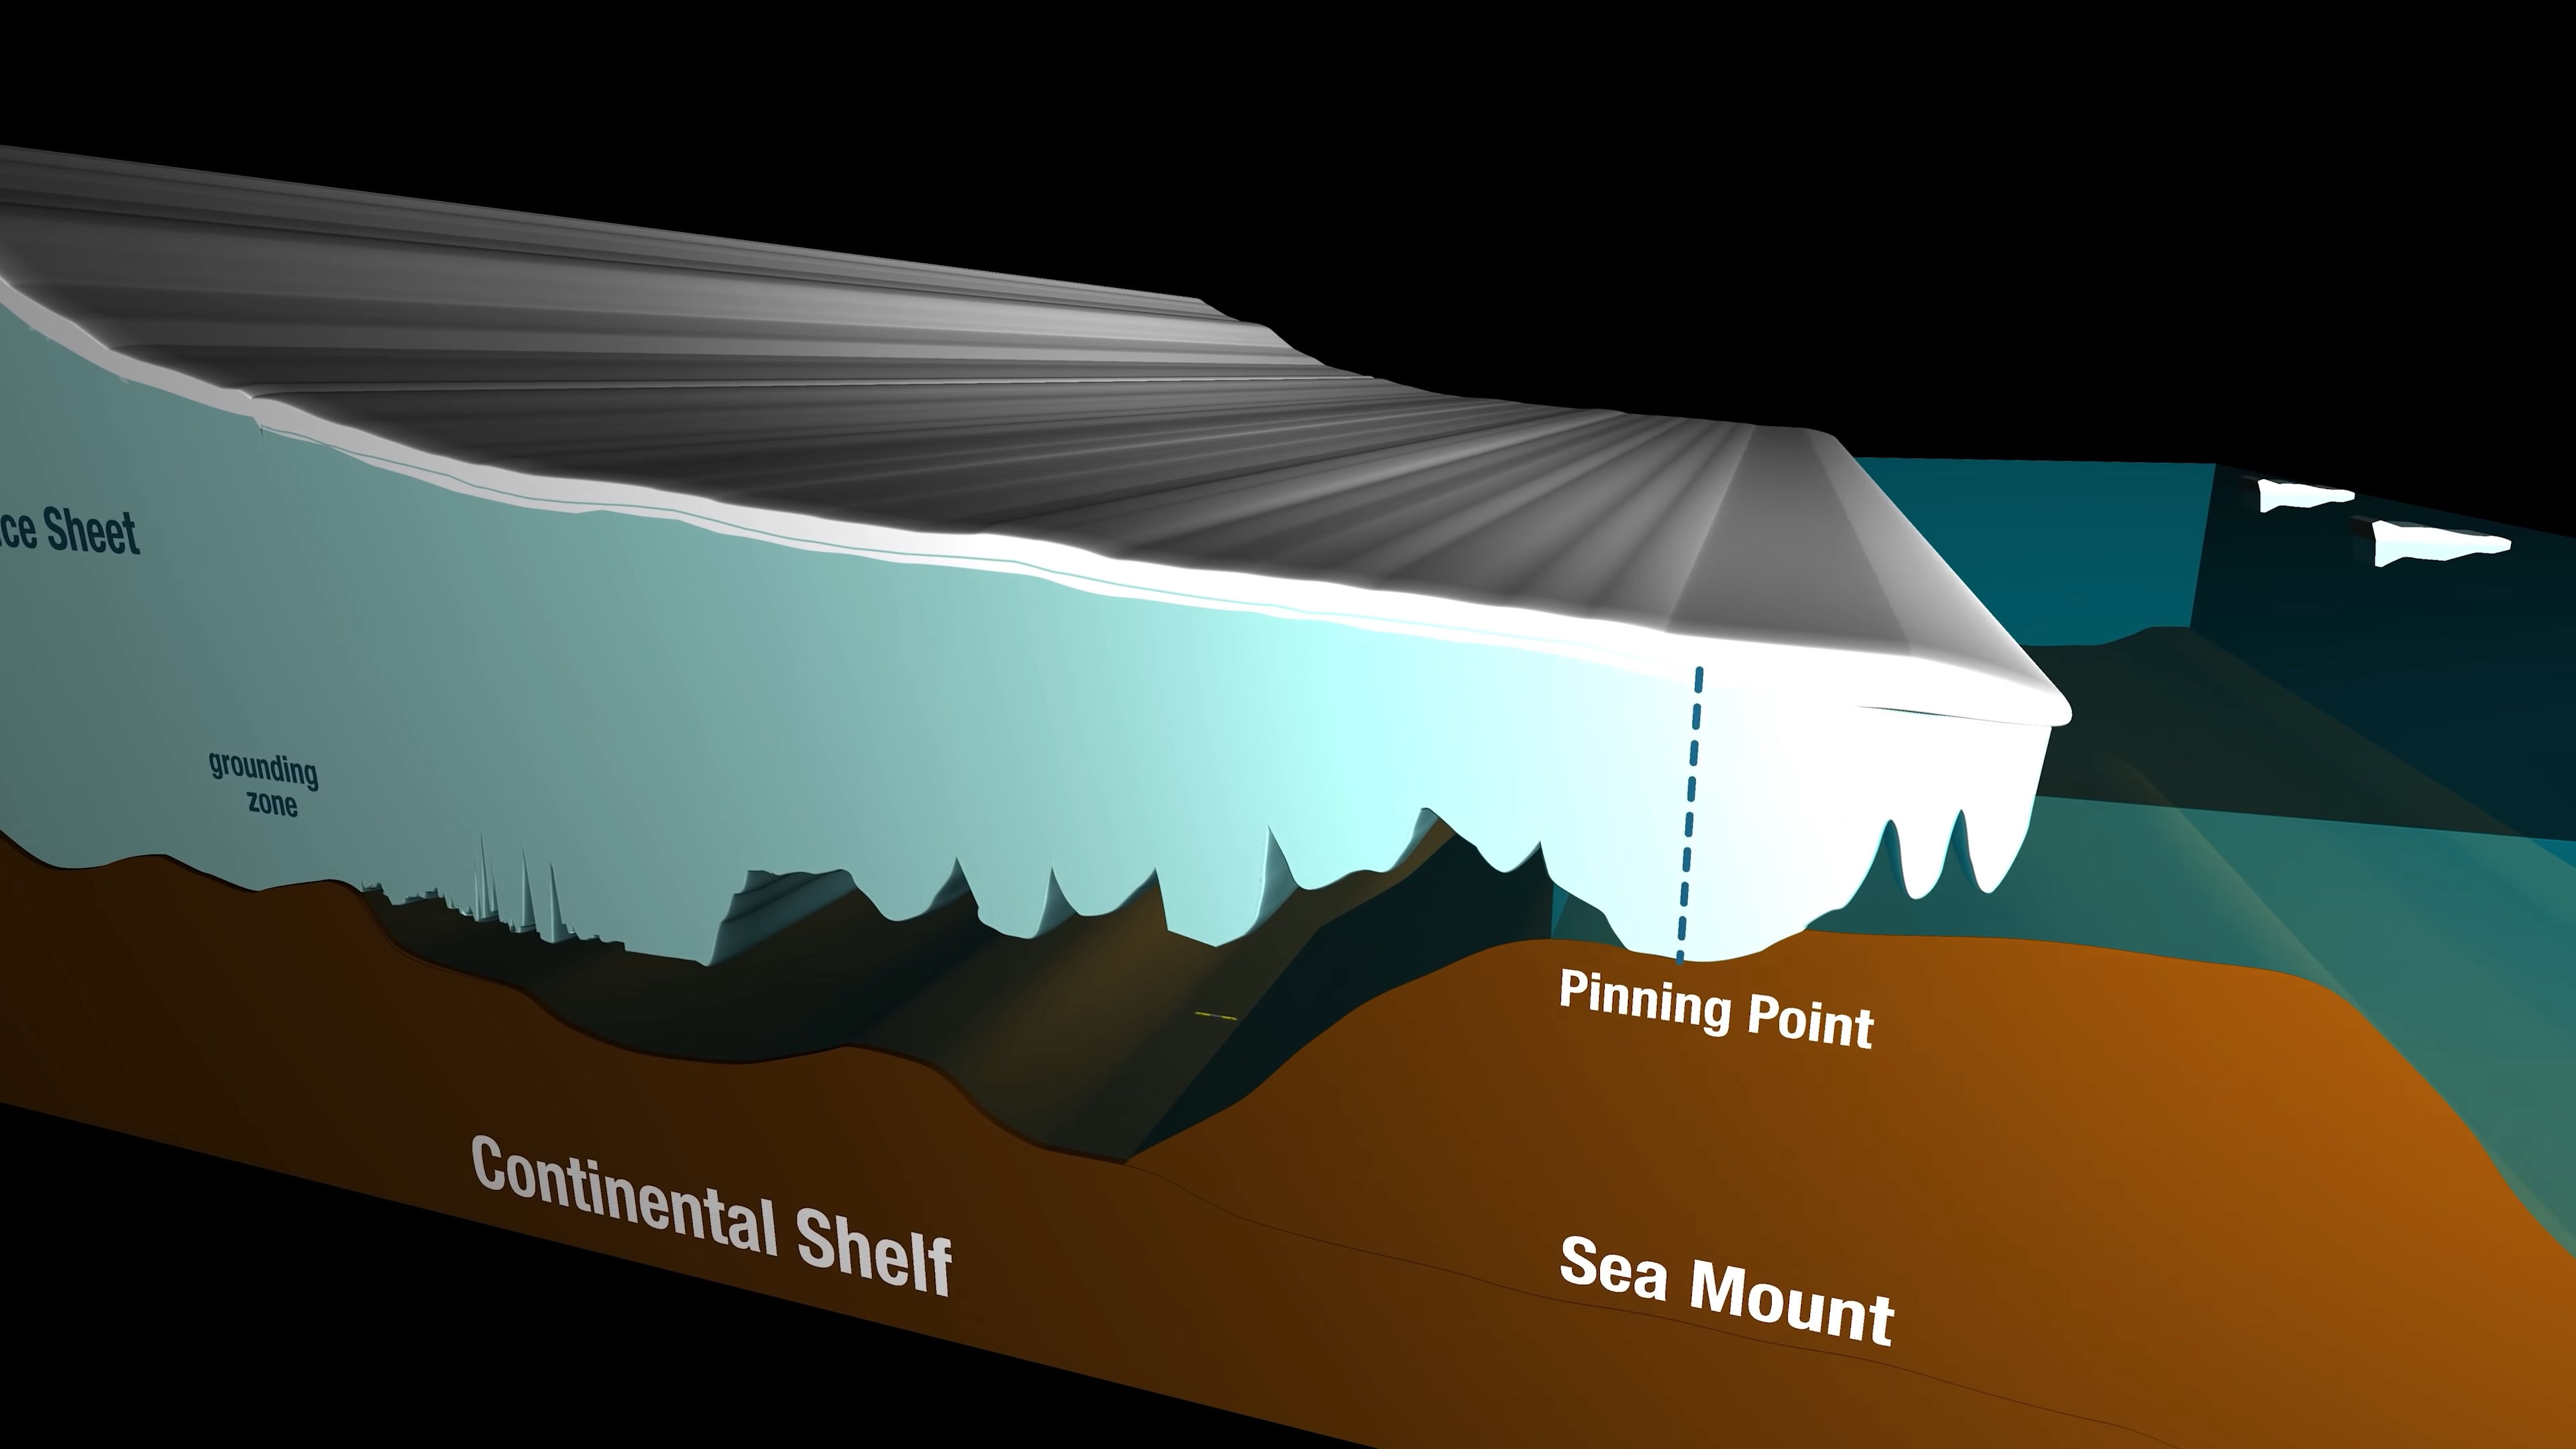 ce Sheet
grounding
zone
Pinning Point
Continental Shelf
Sea Mount